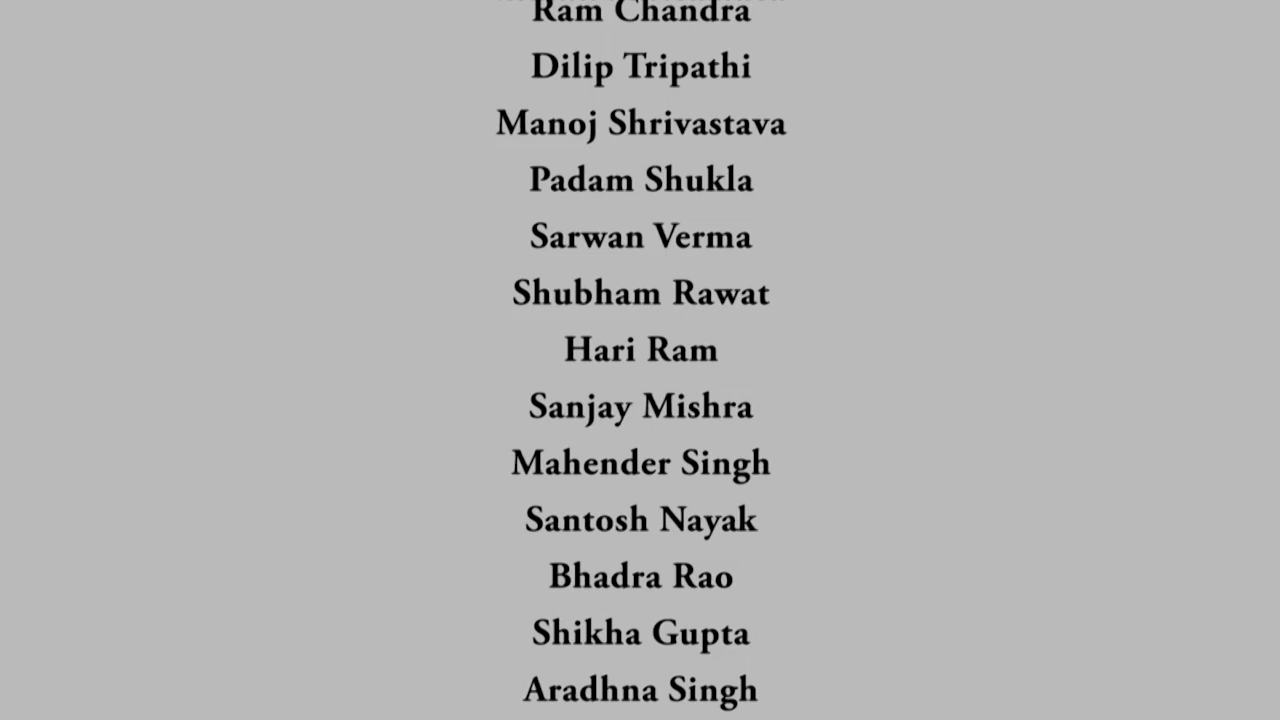 Ram Chandra
Dilip Tripathi
Manoj Shrivastava
Padam Shukla
Sarwan Verma
Shubham Rawat
Hari Ram
Sanjay Mishra
Mahender Singh
Santosh Nayak
Bhadra Rao
Shikha Gupta
Aradhna Singh